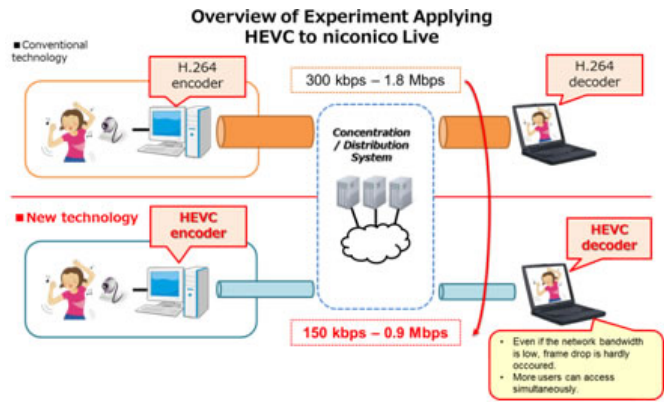 Overview of Experiment Applying
HEVC to niconico Live
■Conventional
technology
H.264
encoder
300 kbps – 1.8 Mbps
H.264
decoder
Concentration
/ Distribution
System
■New technology
HEVC
encoder
HEVC
decoder
150 kbps – 0.9 Mbps
• Even if the network bandwidth
is low, frame drop is hardly
occoured.
• More users can access
simultaneously.